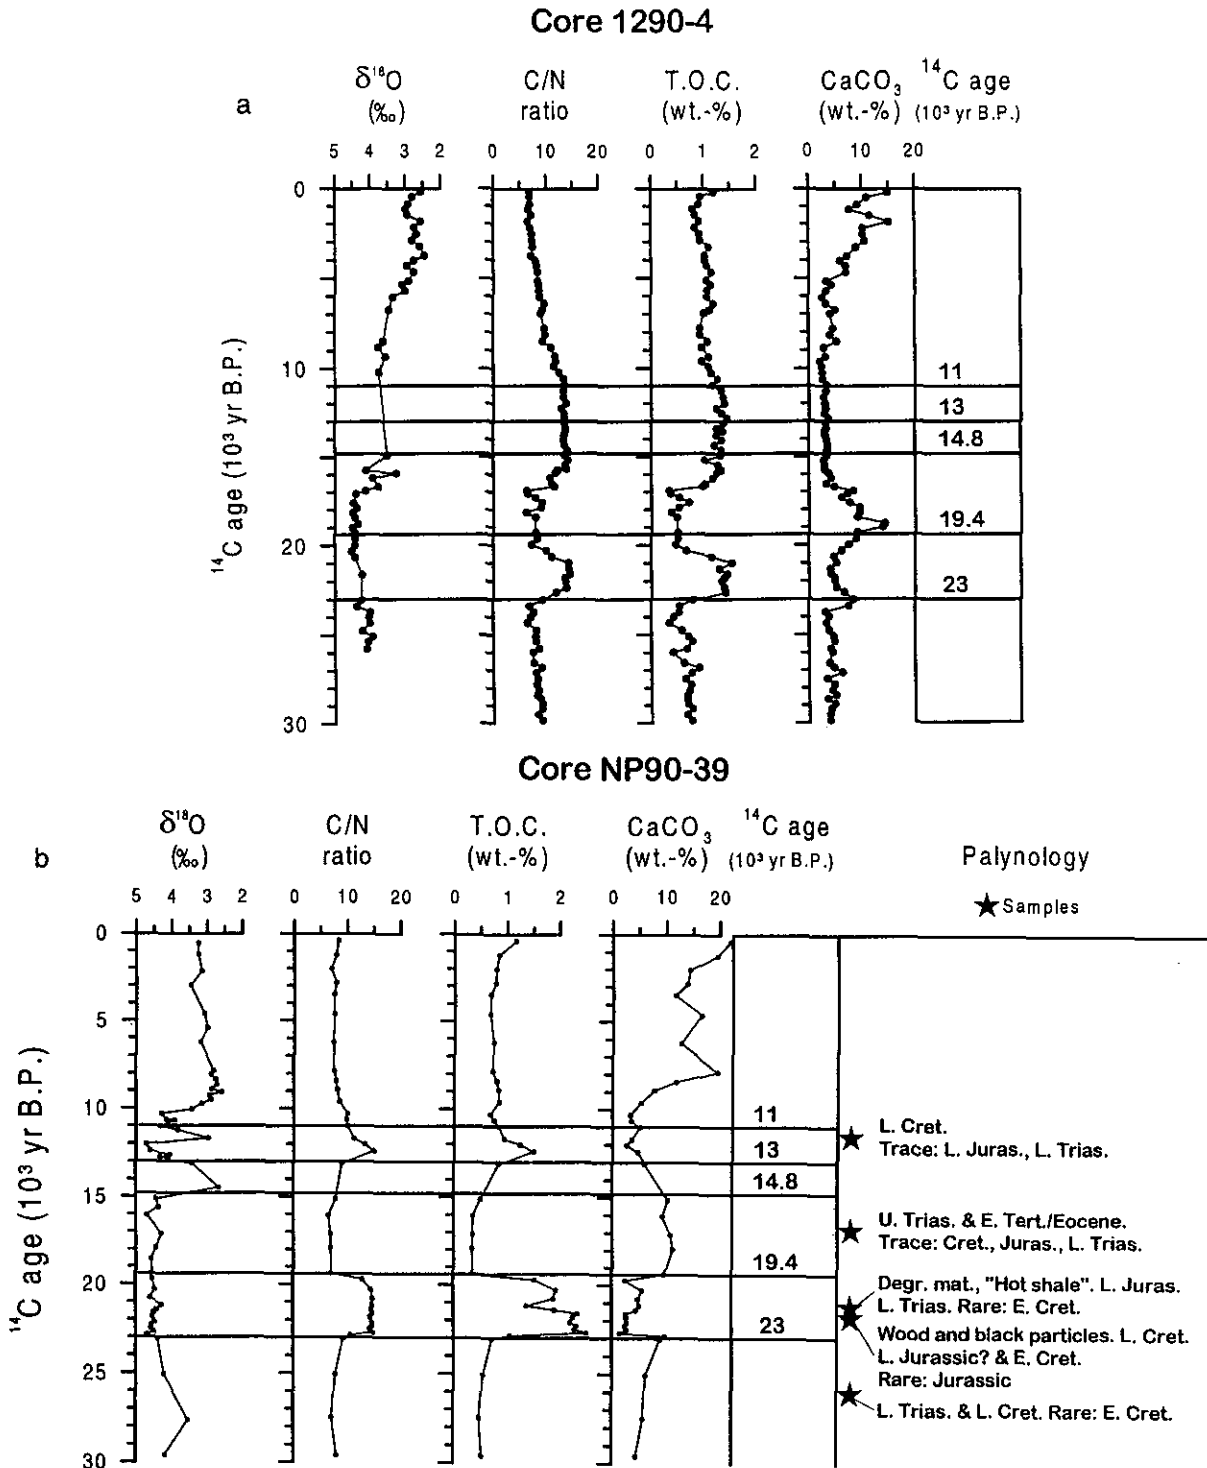 Core 1290-4
a
δ¹⁸O C/N T.O.C. CaCO₃ ¹⁴C age
(‰) ratio (wt.-%) (wt.-%) (10³ yr B.P.)
5 4 3 2 0 10 20 0 1 2 0 10 20
0
10
20
30
¹⁴C age (10³ yr B.P.)
11
13
14.8
19.4
23
Core NP90-39
b
δ¹⁸O C/N T.O.C. CaCO₃ ¹⁴C age
(‰) ratio (wt.-%) (wt.-%) (10³ yr B.P.) Palynology
★ Samples
5 4 3 2 0 10 20 0 1 2 0 10 20
0
5
10
15
20
25
30
¹⁴C age (10³ yr B.P.)
11
13
14.8
19.4
23
L. Cret.
Trace: L. Juras., L. Trias.
U. Trias. & E. Tert./Eocene.
Trace: Cret., Juras., L. Trias.
Degr. mat., "Hot shale". L. Juras.
L. Trias. Rare: E. Cret.
Wood and black particles. L. Cret.
L. Jurassic? & E. Cret.
Rare: Jurassic
L. Trias. & L. Cret. Rare: E. Cret.